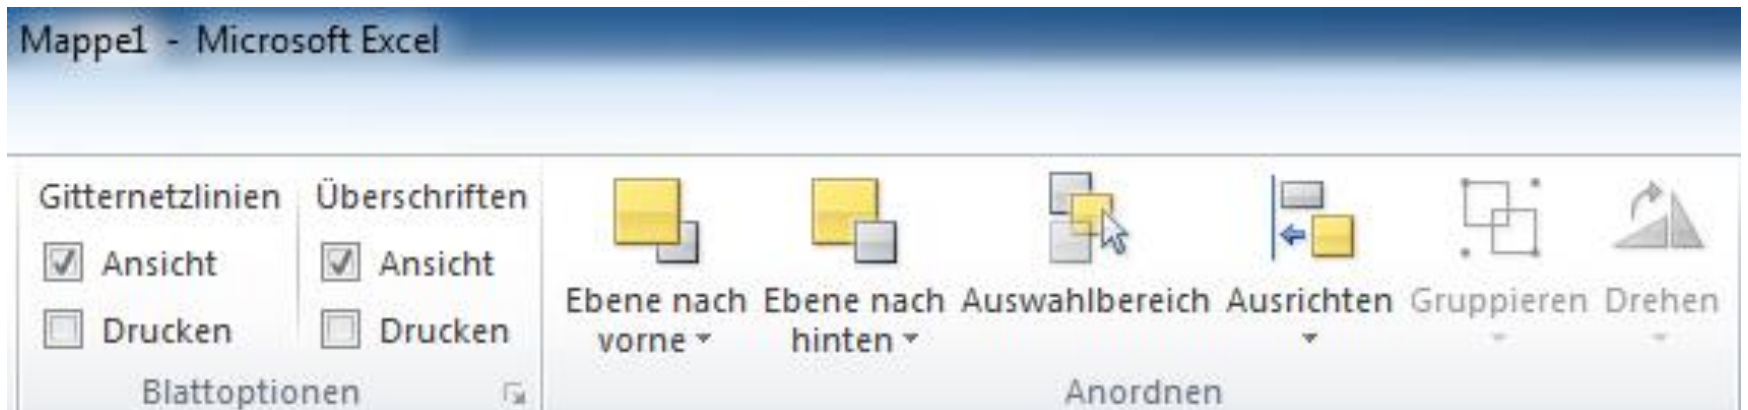 Mappe1 - Microsoft Excel
Gitternetzlinien
Ansicht
Drucken
Überschriften
Ansicht
Drucken
Blattoptionen
Ebene nach
vorne
Ebene nach
hinten
Auswahlbereich
Ausrichten
Gruppieren
Drehen
Anordnen